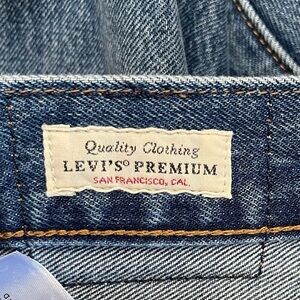 Quality Clothing
LEVI'S® PREMIUM
SAN FRANCISCO, CAL.